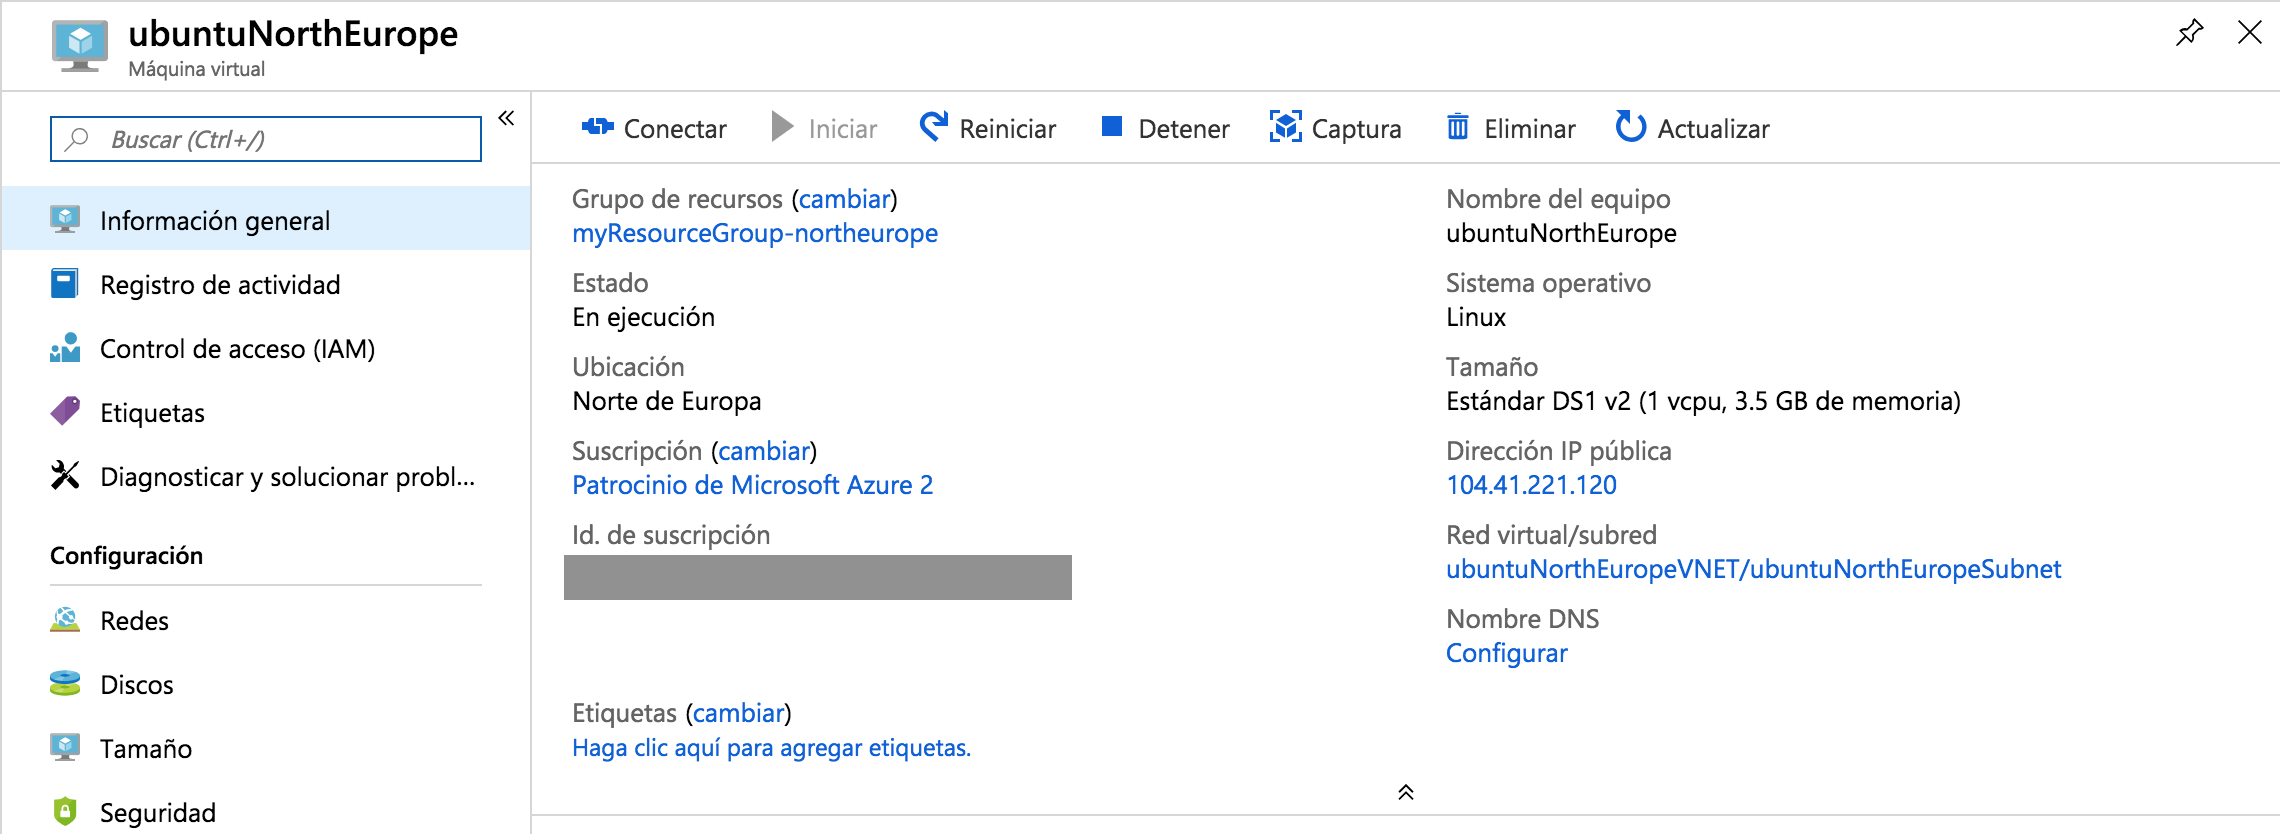 ubuntuNorthEurope
Máquina virtual
Buscar (Ctrl+/)
«
Información general
Registro de actividad
Control de acceso (IAM)
Etiquetas
Diagnosticar y solucionar probl...
Configuración
Redes
Discos
Tamaño
Seguridad
Conectar Iniciar Reiniciar Detener Captura Eliminar Actualizar
Grupo de recursos (cambiar)
myResourceGroup-northeurope
Estado
En ejecución
Ubicación
Norte de Europa
Suscripción (cambiar)
Patrocinio de Microsoft Azure 2
Id. de suscripción
Nombre del equipo
ubuntuNorthEurope
Sistema operativo
Linux
Tamaño
Estándar DS1 v2 (1 vcpu, 3.5 GB de memoria)
Dirección IP pública
104.41.221.120
Red virtual/subred
ubuntuNorthEuropeVNET/ubuntuNorthEuropeSubnet
Nombre DNS
Configurar
Etiquetas (cambiar)
Haga clic aquí para agregar etiquetas.